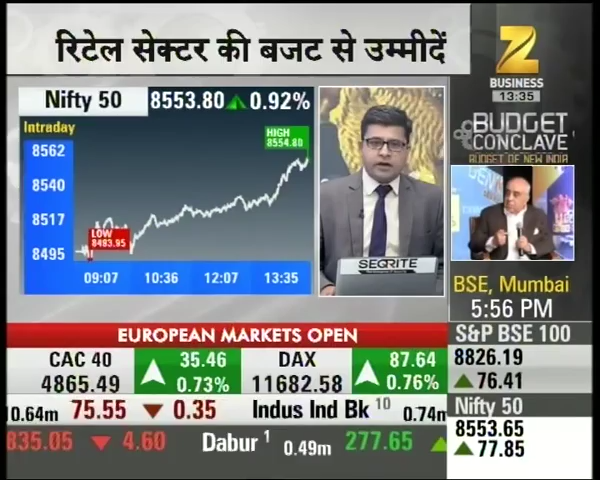 रिटेल सेक्टर की बजट से उम्मीदें
Z
BUSINESS
13:35
Nifty 50 8553.80 0.92%
Intraday
8562
8540
8517
8495
HIGH
8554.80
LOW
8483.95
09:07 10:36 12:07 13:35
SEQRITE
BUDGET
CONCLAVE
BUDGET OF NEW INDIA
BSE, Mumbai
5:56 PM
EUROPEAN MARKETS OPEN
CAC 40 35.46
4865.49 0.73%
DAX 87.64
11682.58 0.76%
S&P BSE 100
8826.19
76.41
Nifty 50
8553.65
77.85
0.64m 75.55 0.35 Indus Ind Bk 10 0.74m
835.05 4.60 Dabur 1 0.49m 277.65